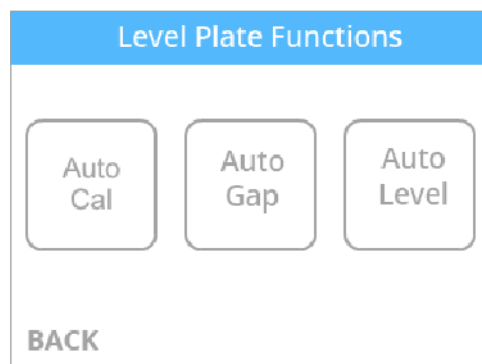 Level Plate Functions
Auto
Cal
Auto
Gap
Auto
Level
BACK